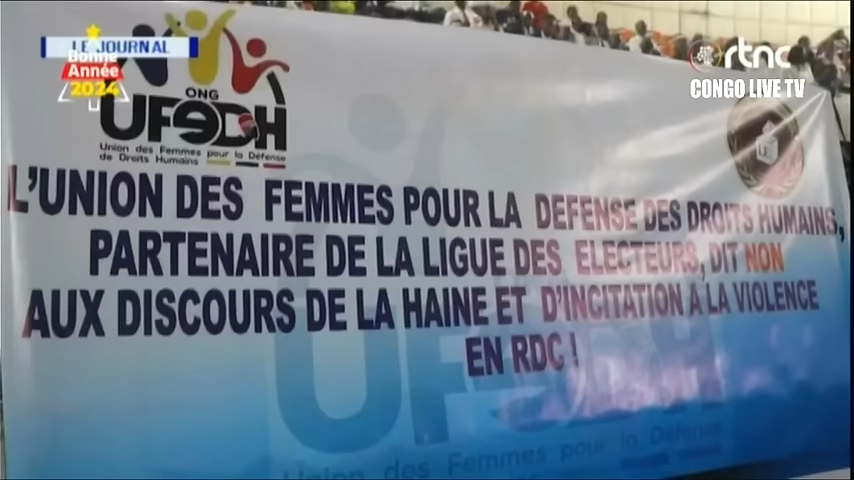 LE JOURNAL
Bonne
Année
2024
rtnc
CONGO LIVE TV
ONG
UFEDH
Union des Femmes pour la Défense
de Droits Humains
L'UNION DES FEMMES POUR LA DEFENSE DES DROITS HUMAINS,
PARTENAIRE DE LA LIGUE DES ELECTEURS, DIT NON
AUX DISCOURS DE LA HAINE ET D'INCITATION A LA VIOLENCE
EN RDC !
UFEDH
Union des Femmes pour la Défense